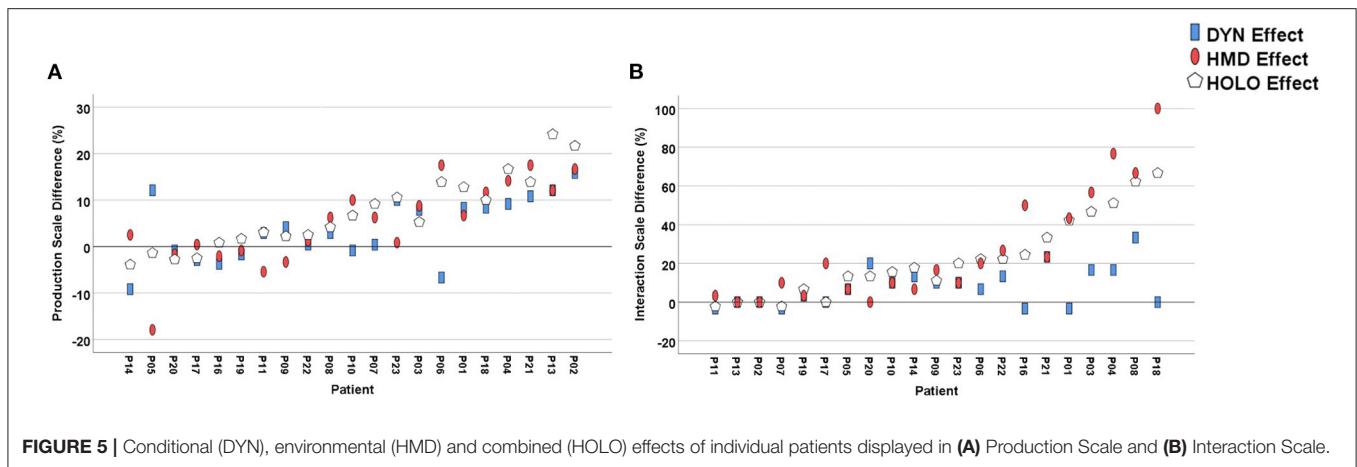 DYN Effect
HMD Effect
HOLO Effect
A
Production Scale Difference (%)
30
20
10
0
-10
-20
P14 P05 P20 P17 P16 P19 P11 P09 P22 P08 P10 P07 P23 P03 P06 P01 P18 P04 P21 P13 P02
Patient
B
Interaction Scale Difference (%)
100
80
60
40
20
0
-20
P11 P13 P02 P07 P19 P17 P05 P20 P10 P14 P09 P23 P06 P22 P16 P21 P01 P03 P04 P08 P18
Patient
FIGURE 5 | Conditional (DYN), environmental (HMD) and combined (HOLO) effects of individual patients displayed in (A) Production Scale and (B) Interaction Scale.